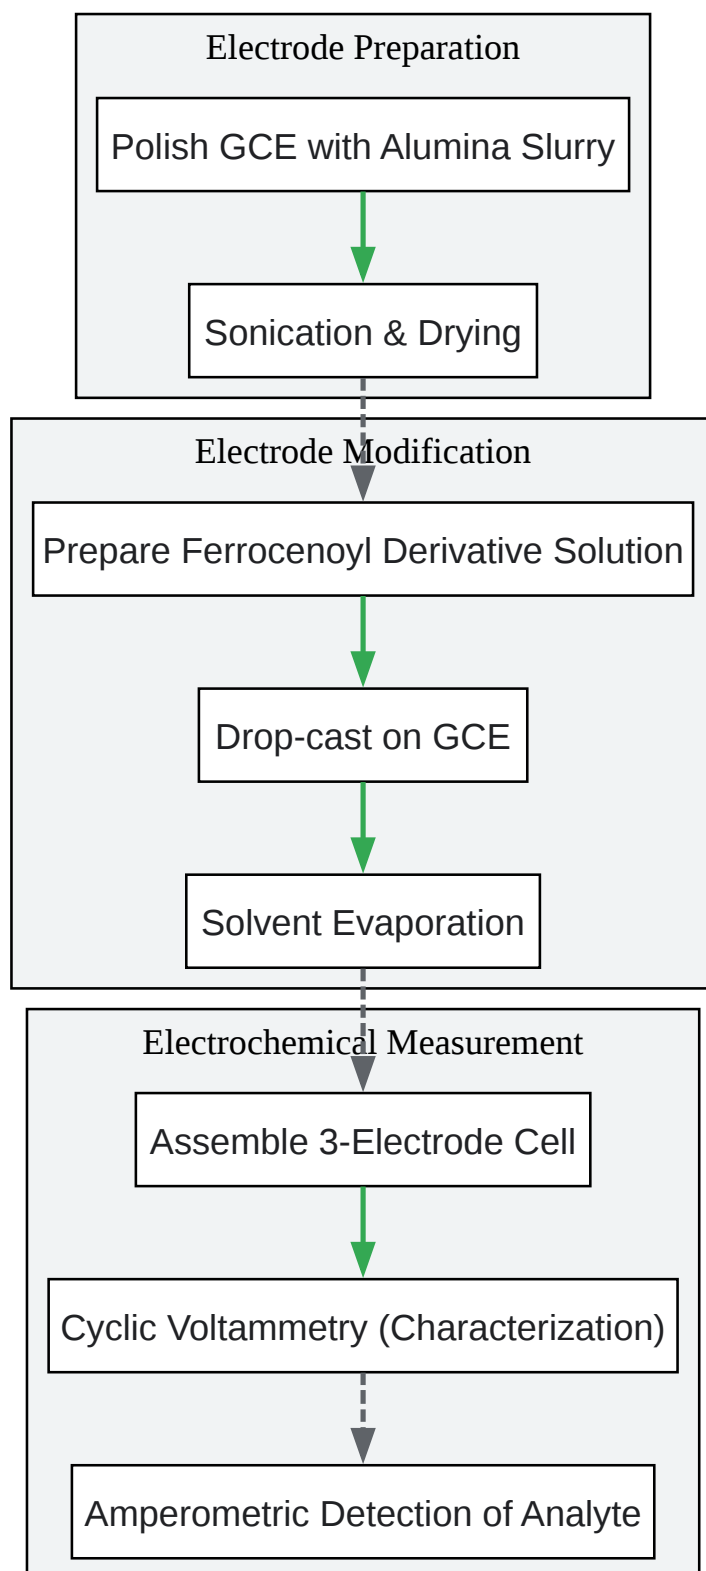 Electrode Preparation
Polish GCE with Alumina Slurry
Sonication & Drying
Electrode Modification
Prepare Ferrocenoyl Derivative Solution
Drop-cast on GCE
Solvent Evaporation
Electrochemical Measurement
Assemble 3-Electrode Cell
Cyclic Voltammetry (Characterization)
Amperometric Detection of Analyte